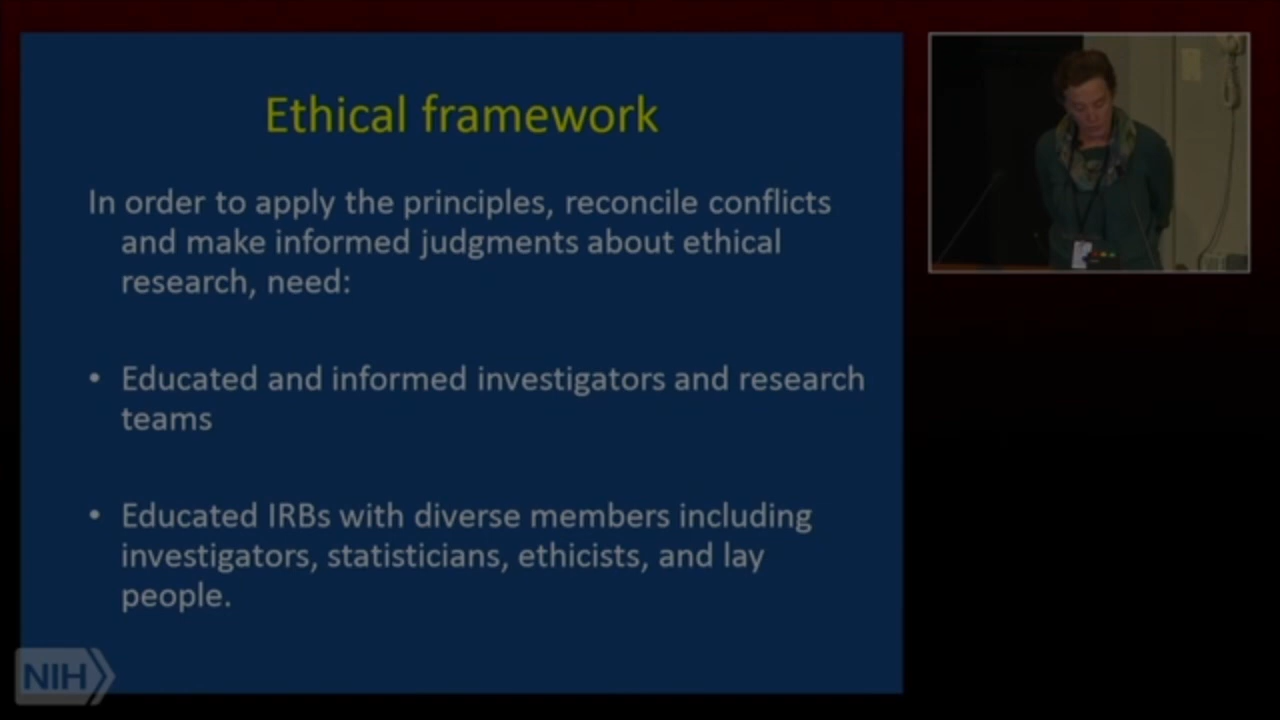 Ethical framework
In order to apply the principles, reconcile conflicts
and make informed judgments about ethical
research, need:
• Educated and informed investigators and research
teams
• Educated IRBs with diverse members including
investigators, statisticians, ethicists, and lay
people.
NIH